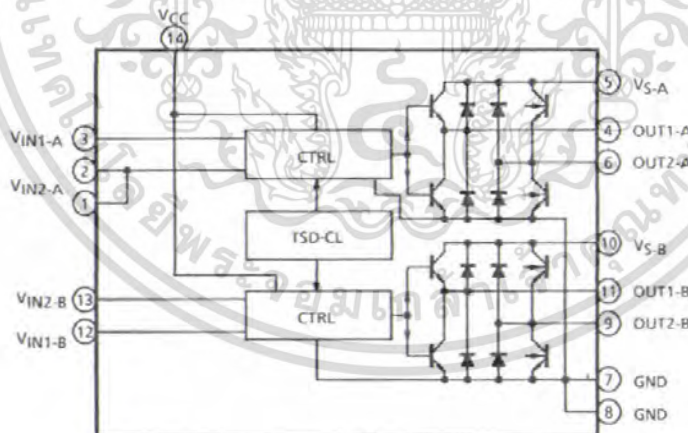 VCC
14
VIN1-A 3
2
VIN2-A
1
CTRL
TSD-CL
VIN2-B 13
VIN1-B 12
CTRL
5 VS-A
4 OUT1-A
6 OUT2-A
10 VS-B
11 OUT1-B
9 OUT2-B
7 GND
8 GND